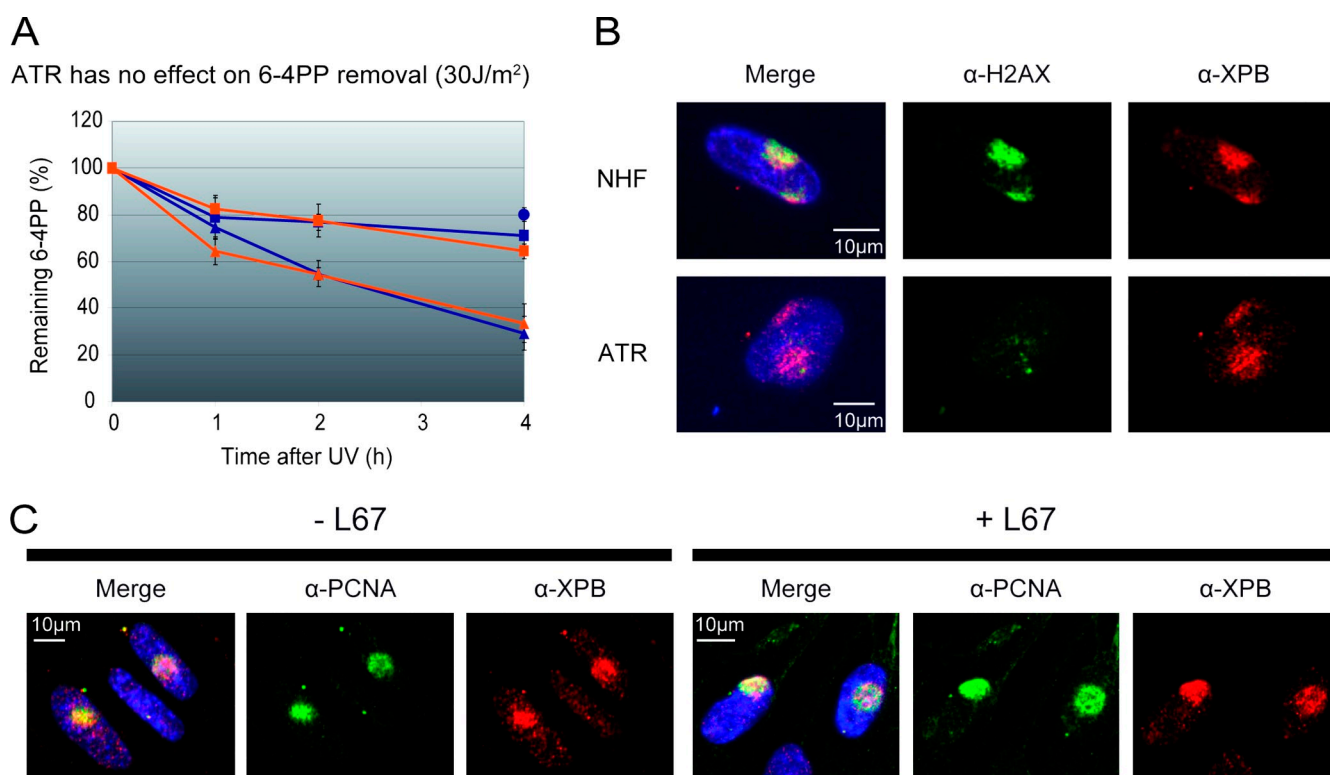 A
ATR has no effect on 6-4PP removal (30J/m²)
120
100
80
60
40
20
0
Remaining 6-4PP (%)
0 1 2 3 4
Time after UV (h)
B
Merge α-H2AX α-XPB
NHF
10μm
ATR
10μm
C
- L67 + L67
Merge α-PCNA α-XPB Merge α-PCNA α-XPB
10μm 10μm